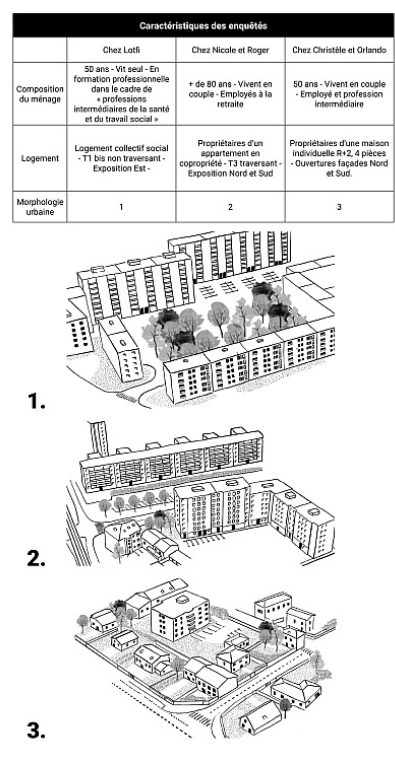 Caractéristiques des enquêtés
Chez Lotfi
Chez Nicole et Roger
Chez Christèle et Orlando
Composition
du ménage
50 ans - Vit seul - En
formation professionnelle
dans le cadre de
« professions
intermédiaires de la santé
et du travail social »
+ de 80 ans - Vivent en
couple - Employés à la
retraite
50 ans - Vivent en couple
- Employé et profession
intermédiaire
Logement
Logement collectif social
- T1 bis non traversant -
Exposition Est -
Propriétaires d'un
appartement en
copropriété - T3 traversant -
Exposition Nord et Sud
Propriétaires d'une maison
individuelle R+2, 4 pièces
- Ouvertures façades Nord
et Sud.
Morphologie
urbaine
1
2
3
1.
2.
3.